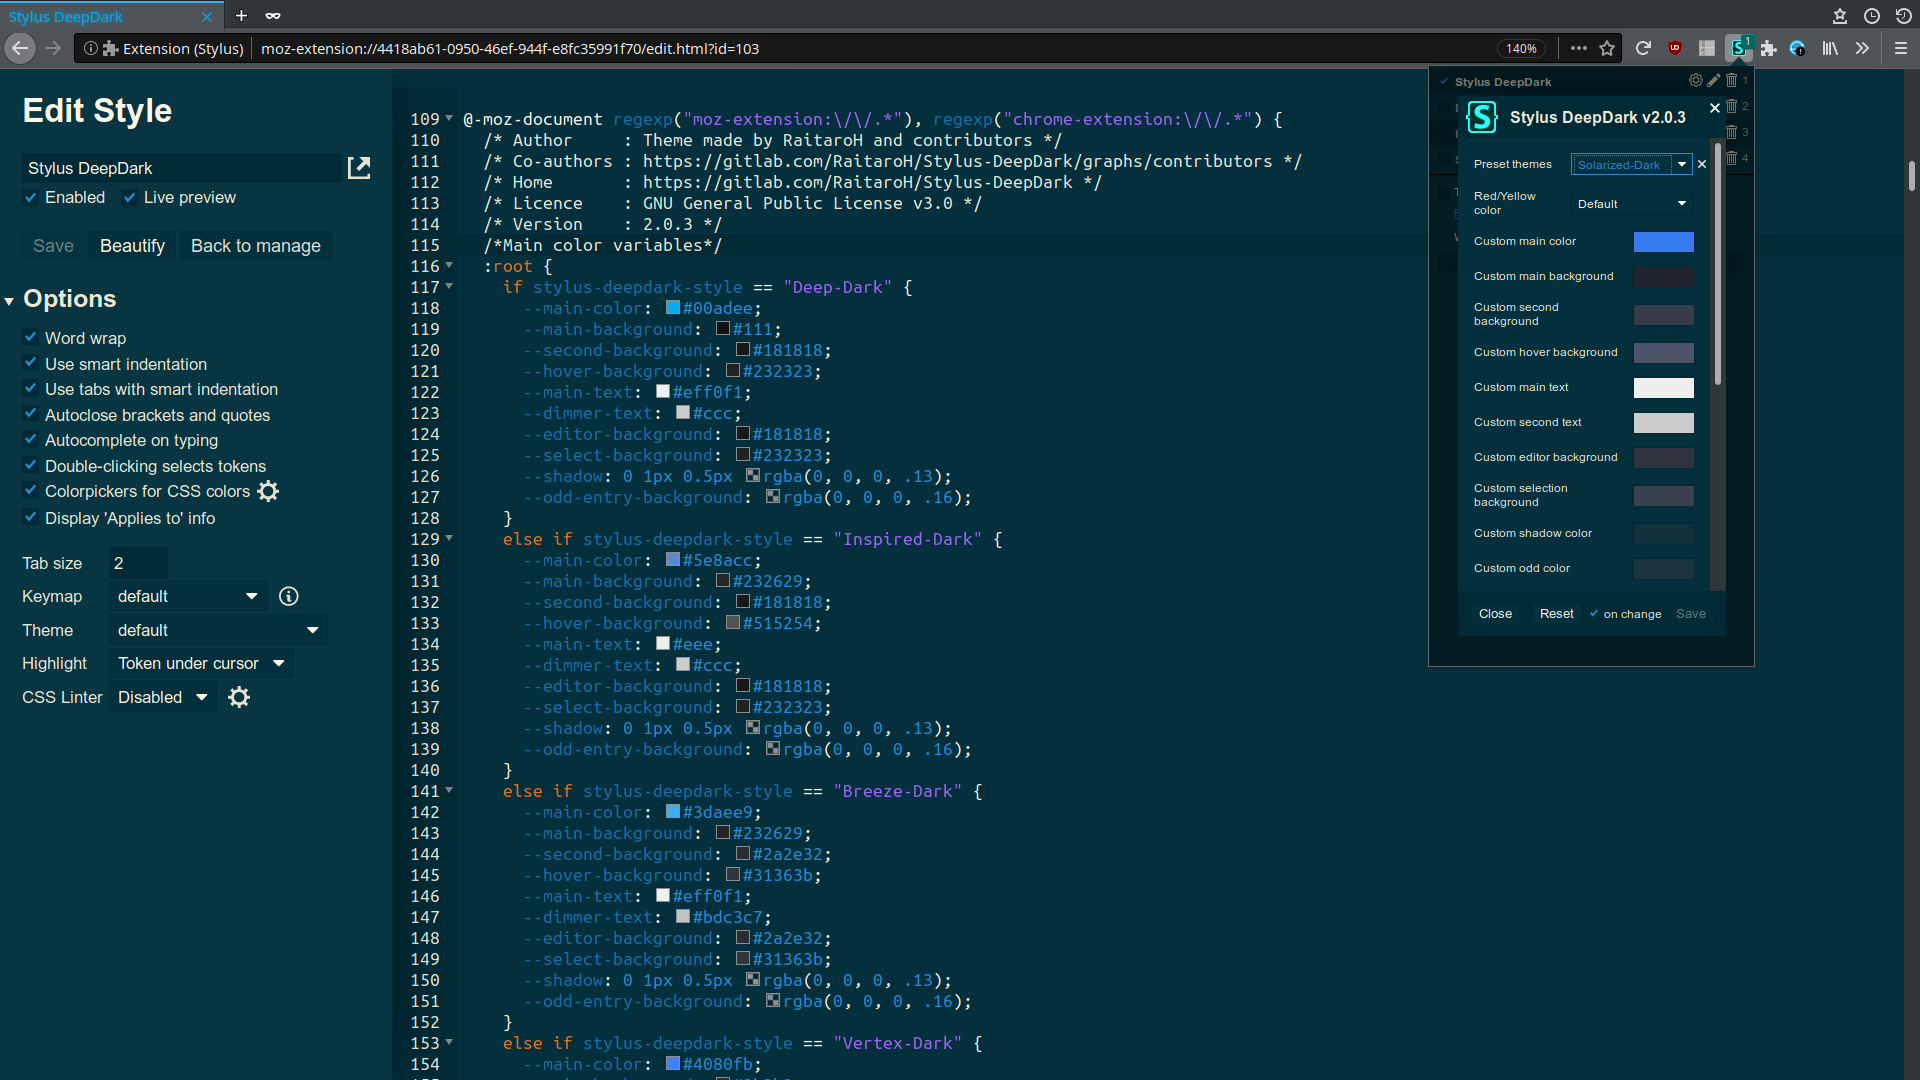 Stylus DeepDark
Extension (Stylus) moz-extension://4418ab61-0950-46ef-944f-e8fc35991f70/edit.html?id=103 140%
1
Edit Style
Stylus DeepDark
Enabled Live preview
Save Beautify Back to manage
Options
Word wrap
Use smart indentation
Use tabs with smart indentation
Autoclose brackets and quotes
Autocomplete on typing
Double-clicking selects tokens
Colorpickers for CSS colors
Display 'Applies to' info
Tab size 2
Keymap default
Theme default
Highlight Token under cursor
CSS Linter Disabled
109 @-moz-document regexp("moz-extension:\/\/.*"), regexp("chrome-extension:\/\/.*") {
110 /* Author : Theme made by RaitaroH and contributors */
111 /* Co-authors : https://gitlab.com/RaitaroH/Stylus-DeepDark/graphs/contributors */
112 /* Home : https://gitlab.com/RaitaroH/Stylus-DeepDark */
113 /* Licence : GNU General Public License v3.0 */
114 /* Version : 2.0.3 */
115 /*Main color variables*/
116 :root {
117 if stylus-deepdark-style == "Deep-Dark" {
118 --main-color: #00adee;
119 --main-background: #111;
120 --second-background: #181818;
121 --hover-background: #232323;
122 --main-text: #eff0f1;
123 --dimmer-text: #ccc;
124 --editor-background: #181818;
125 --select-background: #232323;
126 --shadow: 0 1px 0.5px rgba(0, 0, 0, .13);
127 --odd-entry-background: rgba(0, 0, 0, .16);
128 }
129 else if stylus-deepdark-style == "Inspired-Dark" {
130 --main-color: #5e8acc;
131 --main-background: #232629;
132 --second-background: #181818;
133 --hover-background: #515254;
134 --main-text: #eee;
135 --dimmer-text: #ccc;
136 --editor-background: #181818;
137 --select-background: #232323;
138 --shadow: 0 1px 0.5px rgba(0, 0, 0, .13);
139 --odd-entry-background: rgba(0, 0, 0, .16);
140 }
141 else if stylus-deepdark-style == "Breeze-Dark" {
142 --main-color: #3daee9;
143 --main-background: #232629;
144 --second-background: #2a2e32;
145 --hover-background: #31363b;
146 --main-text: #eff0f1;
147 --dimmer-text: #bdc3c7;
148 --editor-background: #2a2e32;
149 --select-background: #31363b;
150 --shadow: 0 1px 0.5px rgba(0, 0, 0, .13);
151 --odd-entry-background: rgba(0, 0, 0, .16);
152 }
153 else if stylus-deepdark-style == "Vertex-Dark" {
154 --main-color: #4080fb;
Stylus DeepDark 1
2
3
4
S Stylus DeepDark v2.0.3
Preset themes Solarized-Dark
Red/Yellow
color Default
Custom main color
Custom main background
Custom second
background
Custom hover background
Custom main text
Custom second text
Custom editor background
Custom selection
background
Custom shadow color
Custom odd color
Close Reset on change Save